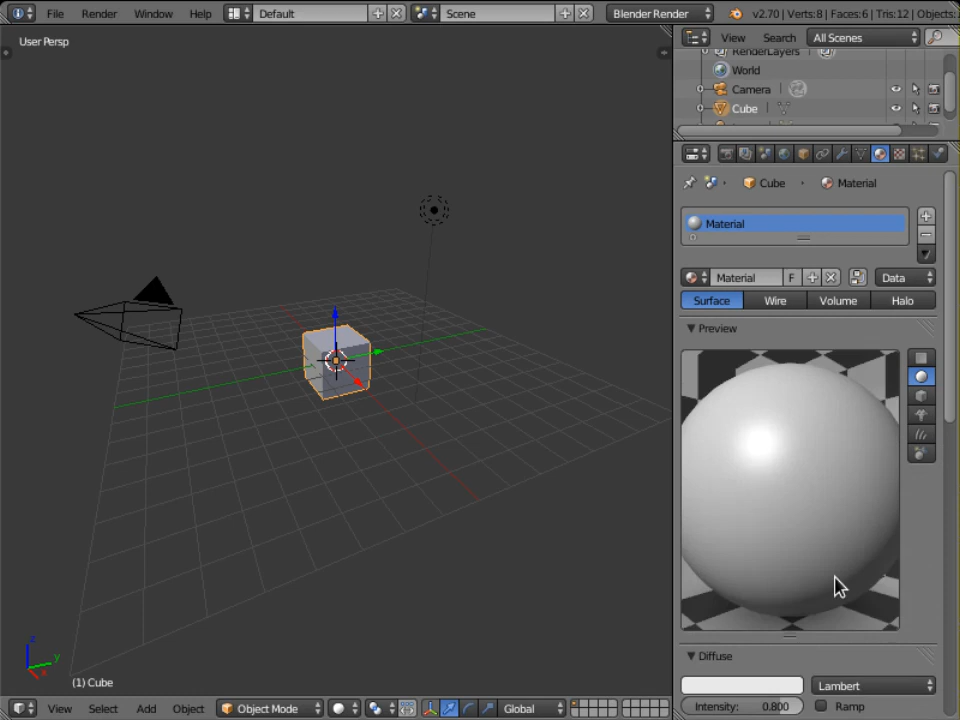 File Render Window Help Default Scene Blender Render v2.70 | Verts:8 | Faces:6 | Tris:12 | Objects:
User Persp
View Search All Scenes
RenderLayers
World
Camera
Cube
Cube Material
Material
Material F Data
Surface Wire Volume Halo
Preview
z
y
x
(1) Cube
Diffuse
Lambert
Intensity: 0.800 Ramp
View Select Add Object Object Mode Global